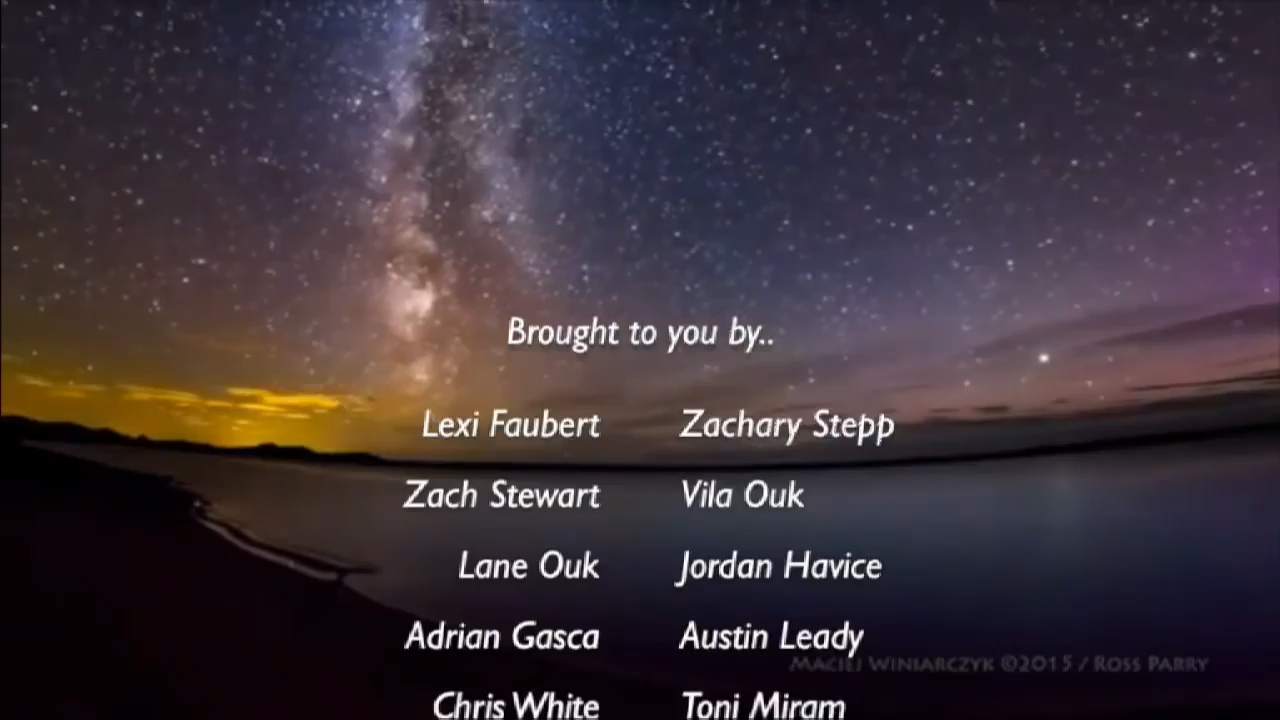 Brought to you by..
Lexi Faubert Zachary Stepp
Zach Stewart Vila Ouk
Lane Ouk Jordan Havice
Adrian Gasca Austin Leady
MACIEJ WINIARCZYK ©2015 / ROSS PARRY
Chris White Toni Miram